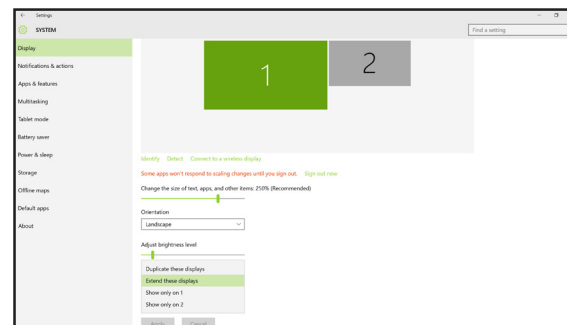 Settings
SYSTEM
Find a setting
Display
Notifications & actions
Apps & features
Multitasking
Tablet mode
Battery saver
Power & sleep
Storage
Offline maps
Default apps
About
1
2
Identify Detect Connect to a wireless display
Some apps won't respond to scaling changes until you sign out. Sign out now
Change the size of text, apps, and other items: 250% (Recommended)
Orientation
Landscape
Adjust brightness level
Duplicate these displays
Extend these displays
Show only on 1
Show only on 2
Apply Cancel